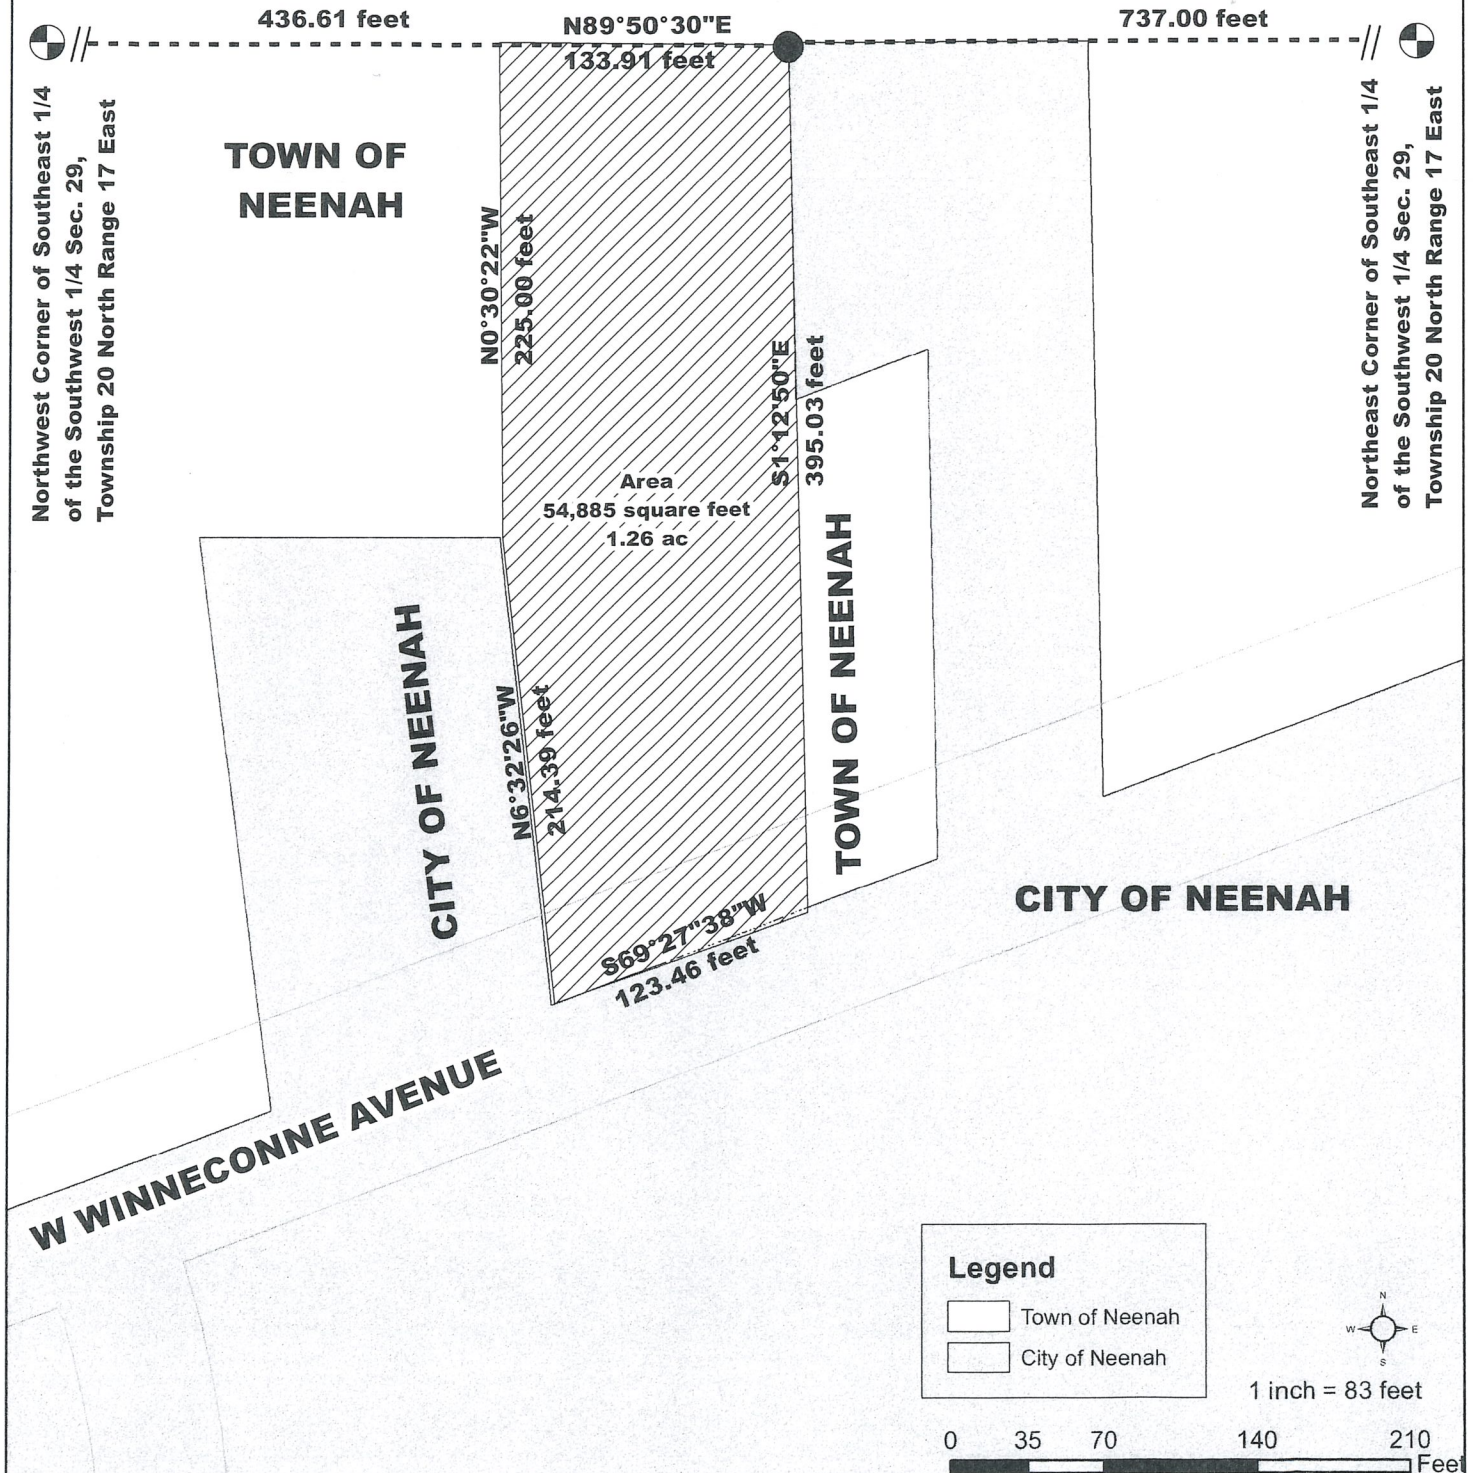 436.61 feet
N89°50°30"E
737.00 feet
133.91 feet
Northwest Corner of Southeast 1/4
of the Southwest 1/4 Sec. 29,
Township 20 North Range 17 East
TOWN OF
NEENAH
N0°30°22"W
225.00 feet
S1°12'50"E
395.03 feet
Northeast Corner of Southeast 1/4
of the Southwest 1/4 Sec. 29,
Township 20 North Range 17 East
Area
54,885 square feet
1.26 ac
CITY OF NEENAH
N6°32'26"W
214.39 feet
TOWN OF NEENAH
S69°27"38"W
123.46 feet
CITY OF NEENAH
W WINNECONNE AVENUE
Legend
Town of Neenah
City of Neenah
N
W
E
S
1 inch = 83 feet
0 35 70 140 210
Feet